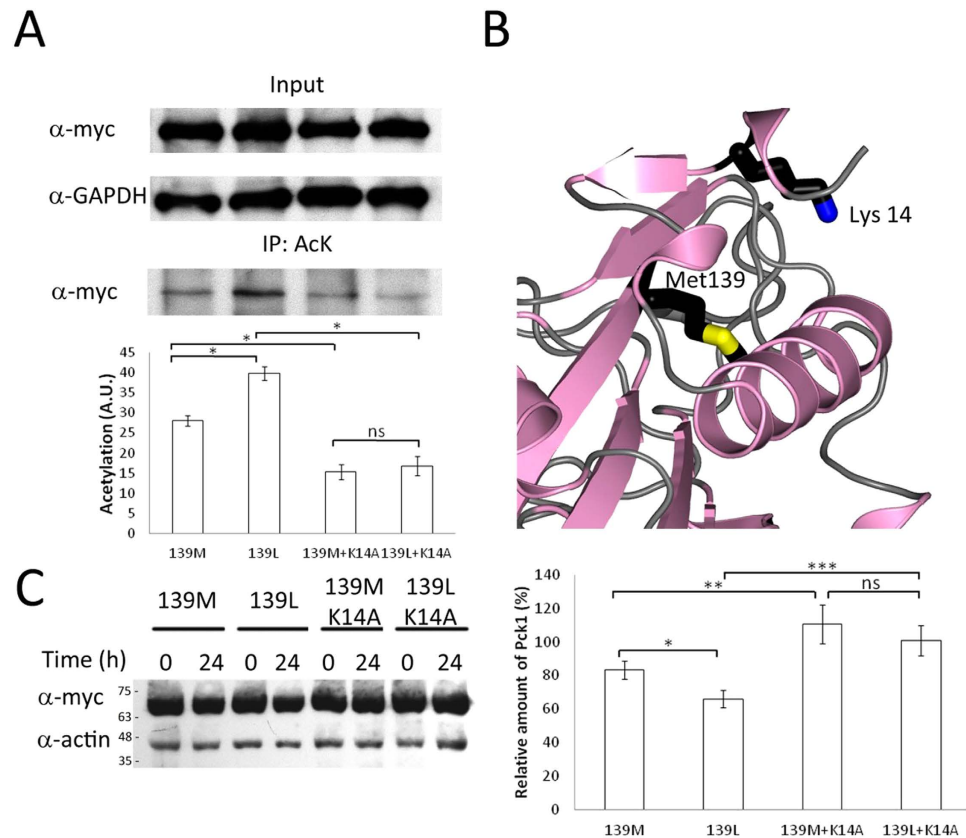 A
Input
α-myc
α-GAPDH
IP: AcK
α-myc
* *
*
ns
45
40
35
30
25
20
15
10
5
0
Acetylation (A.U.)
139M 139L 139M+K14A 139L+K14A
B
Lys 14
Met139
C
139M 139L 139M K14A 139L K14A
Time (h) 0 24 0 24 0 24 0 24
α-myc
α-actin
75 -
63 -
48 -
35 -
***
** ns
*
140
120
100
80
60
40
20
0
Relative amount of Pck1 (%)
139M 139L 139M+K14A 139L+K14A